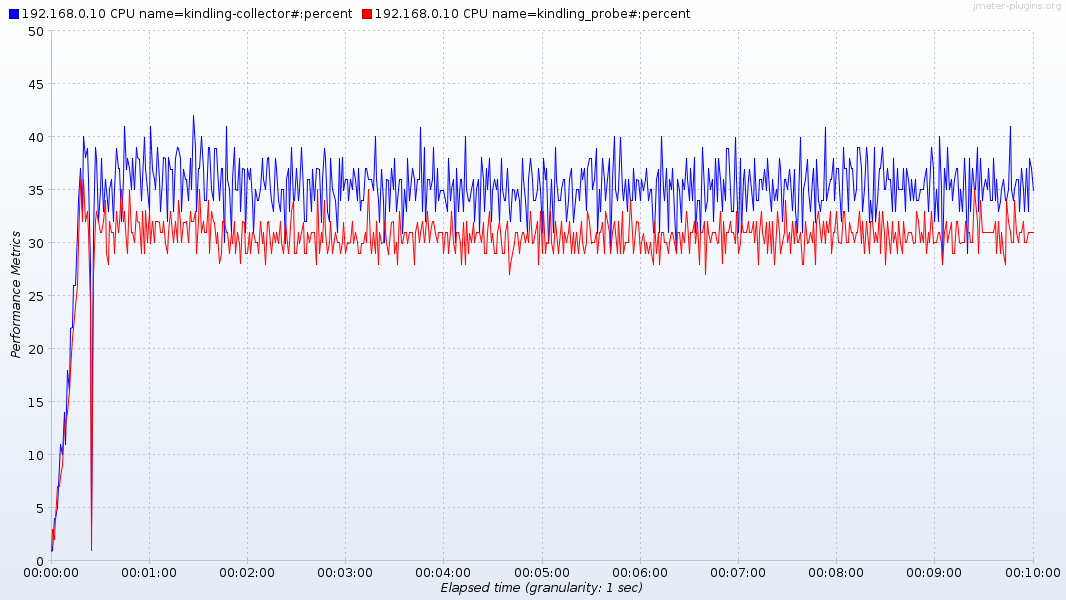 192.168.0.10 CPU name=kindling-collector#:percent 192.168.0.10 CPU name=kindling_probe#:percent
jmeter-plugins.org
50
45
40
35
30
25
20
15
10
5
0
Performance Metrics
00:00:00 00:01:00 00:02:00 00:03:00 00:04:00 00:05:00 00:06:00 00:07:00 00:08:00 00:09:00 00:10:00
Elapsed time (granularity: 1 sec)